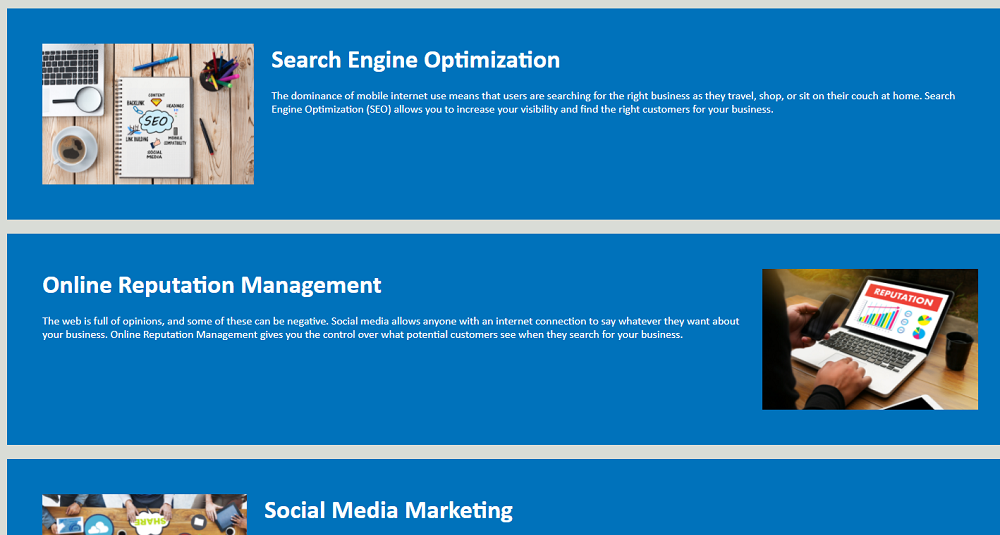 Search Engine Optimization
The dominance of mobile internet use means that users are searching for the right business as they travel, shop, or sit on their couch at home. Search
Engine Optimization (SEO) allows you to increase your visibility and find the right customers for your business.
CONTENT
BACKLINK
HEADINGS
SEO
LINK BUILDING
MOBILE
COMPATIBILITY
SOCIAL
MEDIA
Online Reputation Management
The web is full of opinions, and some of these can be negative. Social media allows anyone with an internet connection to say whatever they want about
your business. Online Reputation Management gives you the control over what potential customers see when they search for your business.
REPUTATION
Social Media Marketing
SHARE